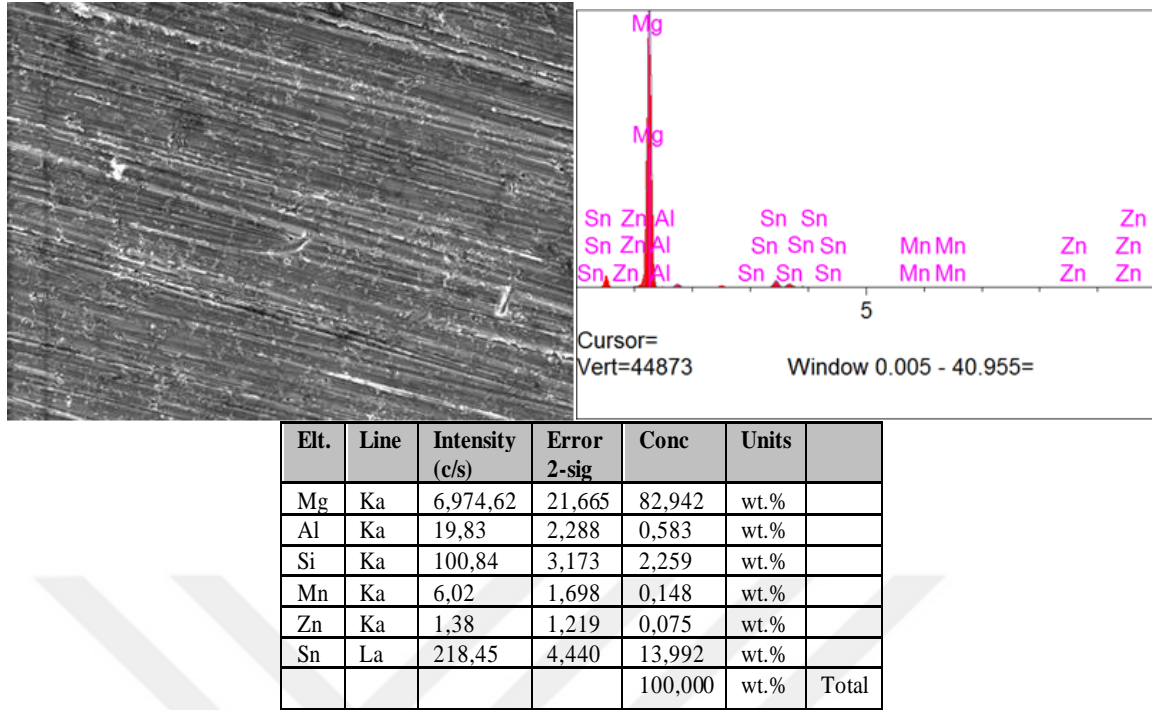 Mg
Mg
Sn Zn Al Sn Sn Zn
Sn Zn Al Sn Sn Sn Mn Mn Zn Zn
Sn Zn Al Sn Sn Sn Mn Mn Zn Zn
5
Cursor=
Vert=44873 Window 0.005 - 40.955=
Elt. Line Intensity (c/s) Error 2-sig Conc Units
Mg Ka 6,974,62 21,665 82,942 wt.%
Al Ka 19,83 2,288 0,583 wt.%
Si Ka 100,84 3,173 2,259 wt.%
Mn Ka 6,02 1,698 0,148 wt.%
Zn Ka 1,38 1,219 0,075 wt.%
Sn La 218,45 4,440 13,992 wt.%
100,000 wt.% Total